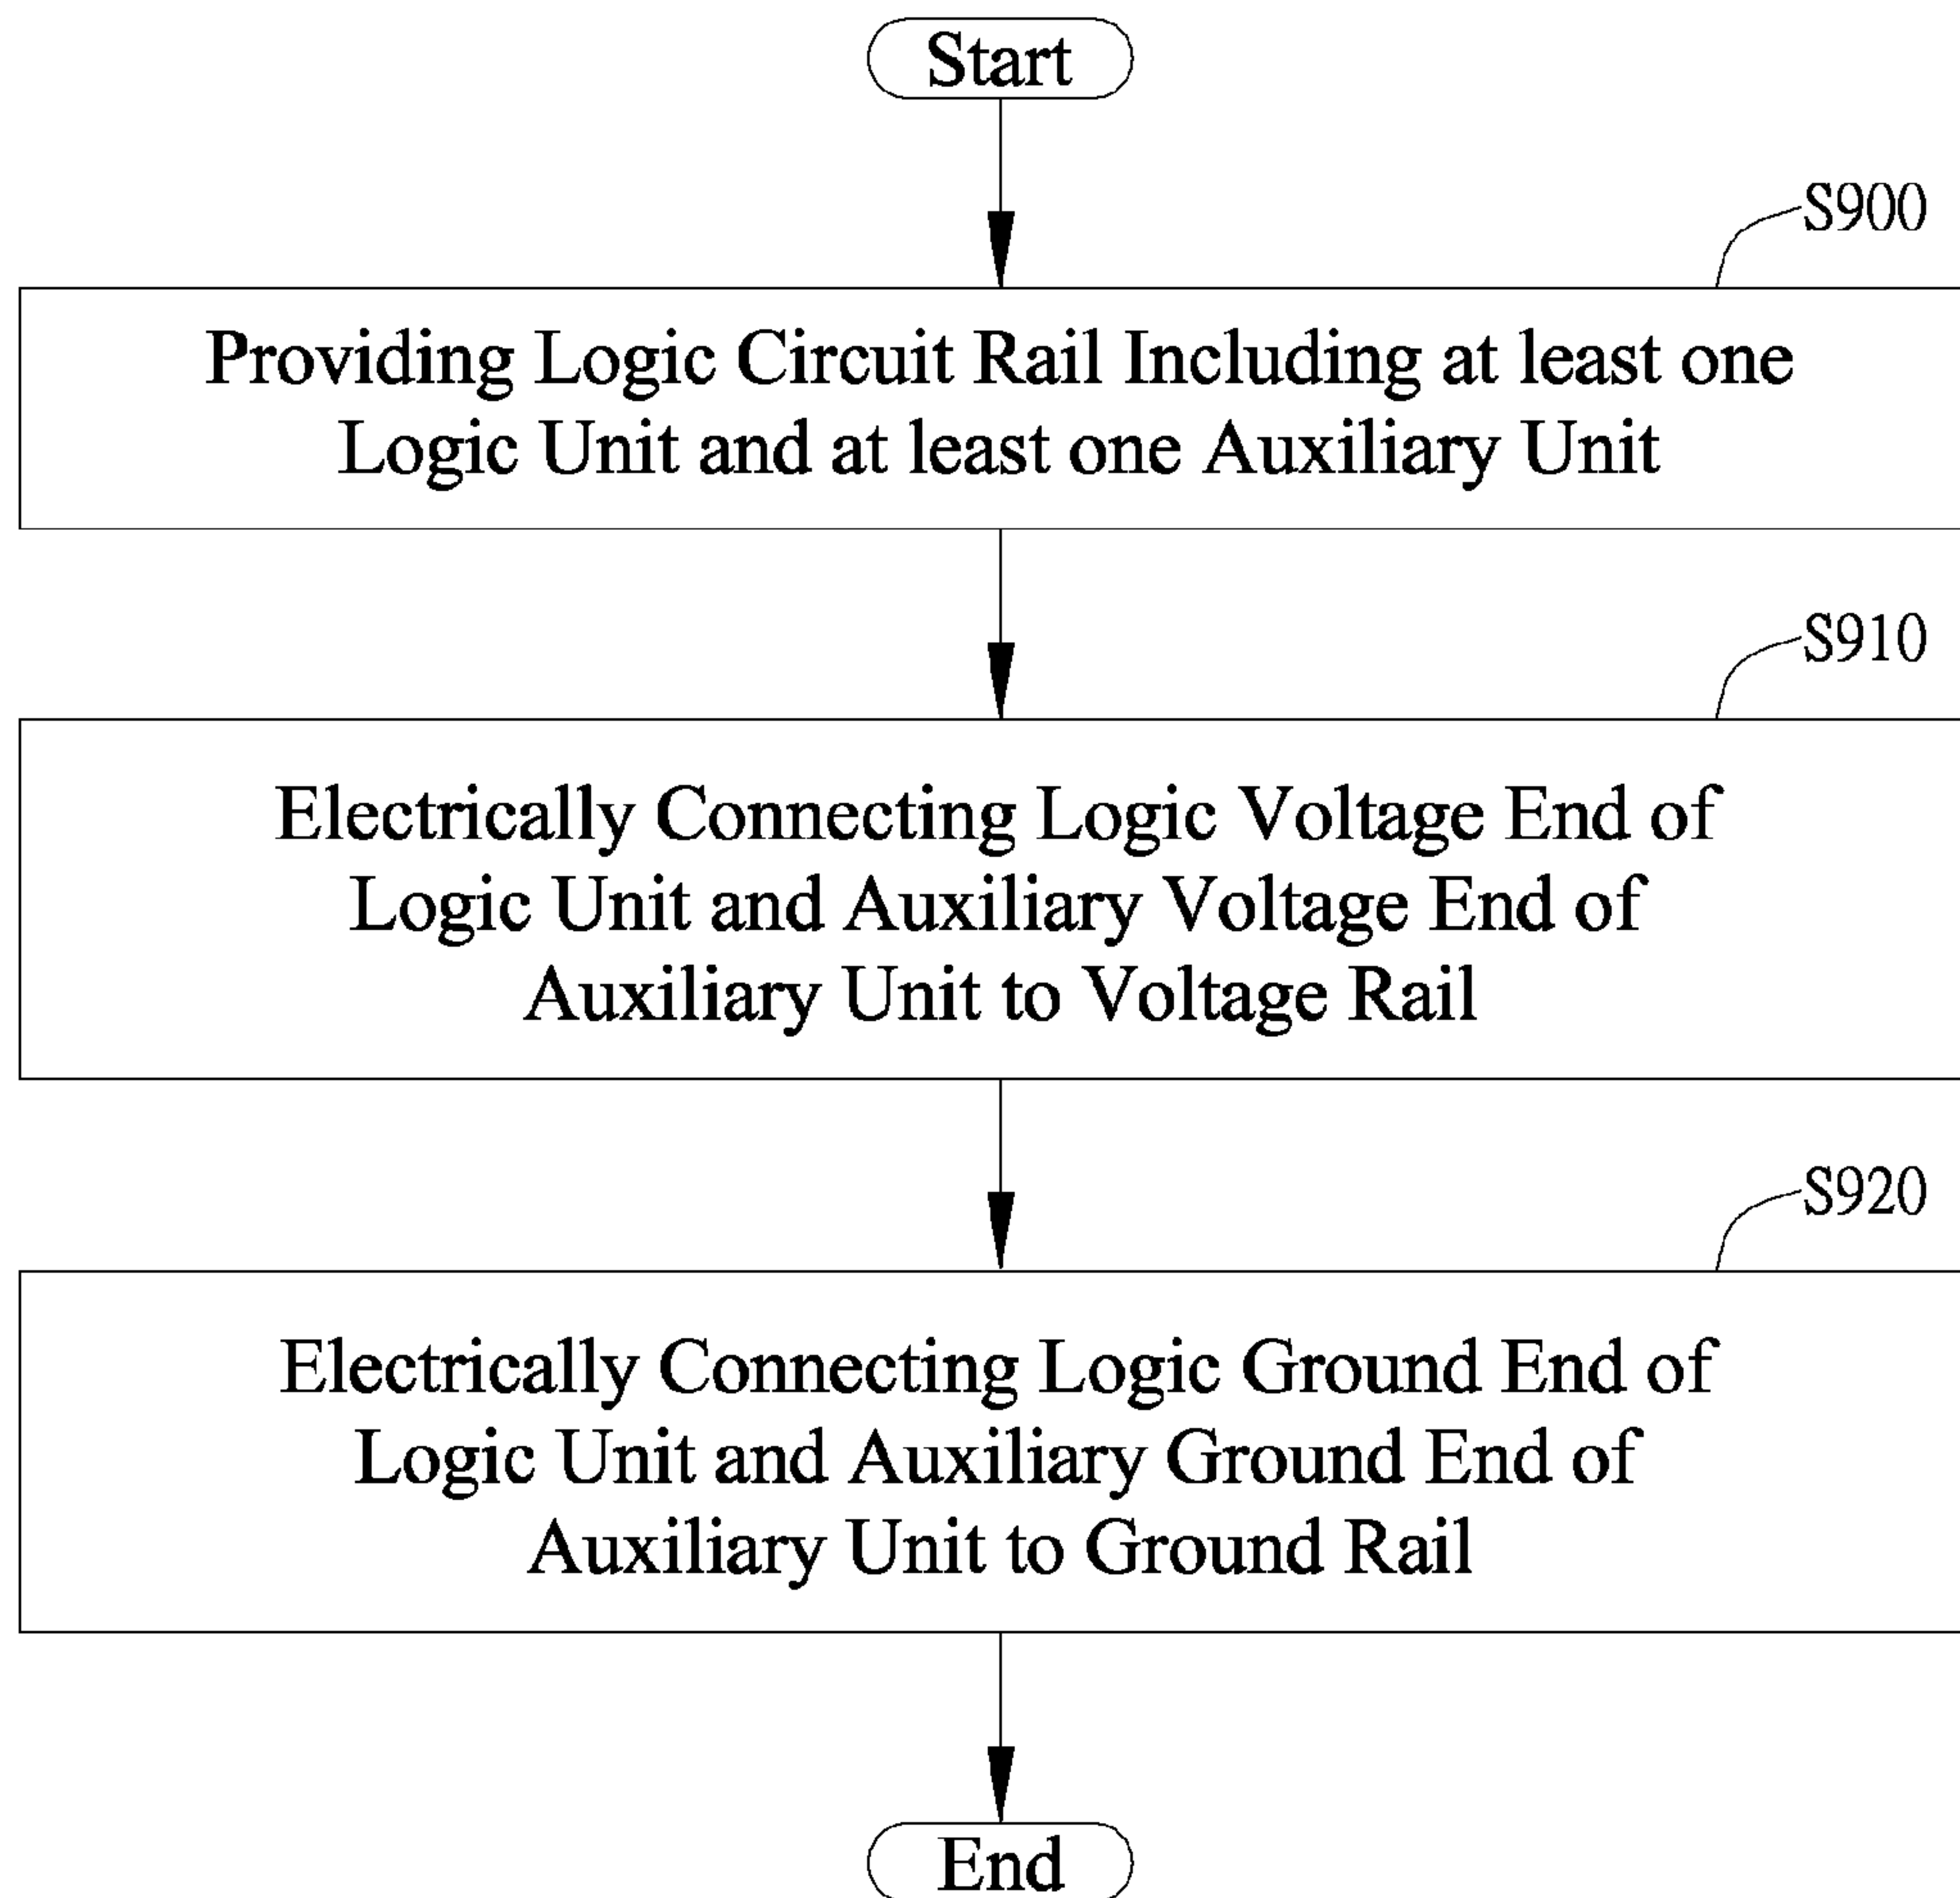 Start
S900
Providing Logic Circuit Rail Including at least one
Logic Unit and at least one Auxiliary Unit
S910
Electrically Connecting Logic Voltage End of
Logic Unit and Auxiliary Voltage End of
Auxiliary Unit to Voltage Rail
S920
Electrically Connecting Logic Ground End of
Logic Unit and Auxiliary Ground End of
Auxiliary Unit to Ground Rail
End